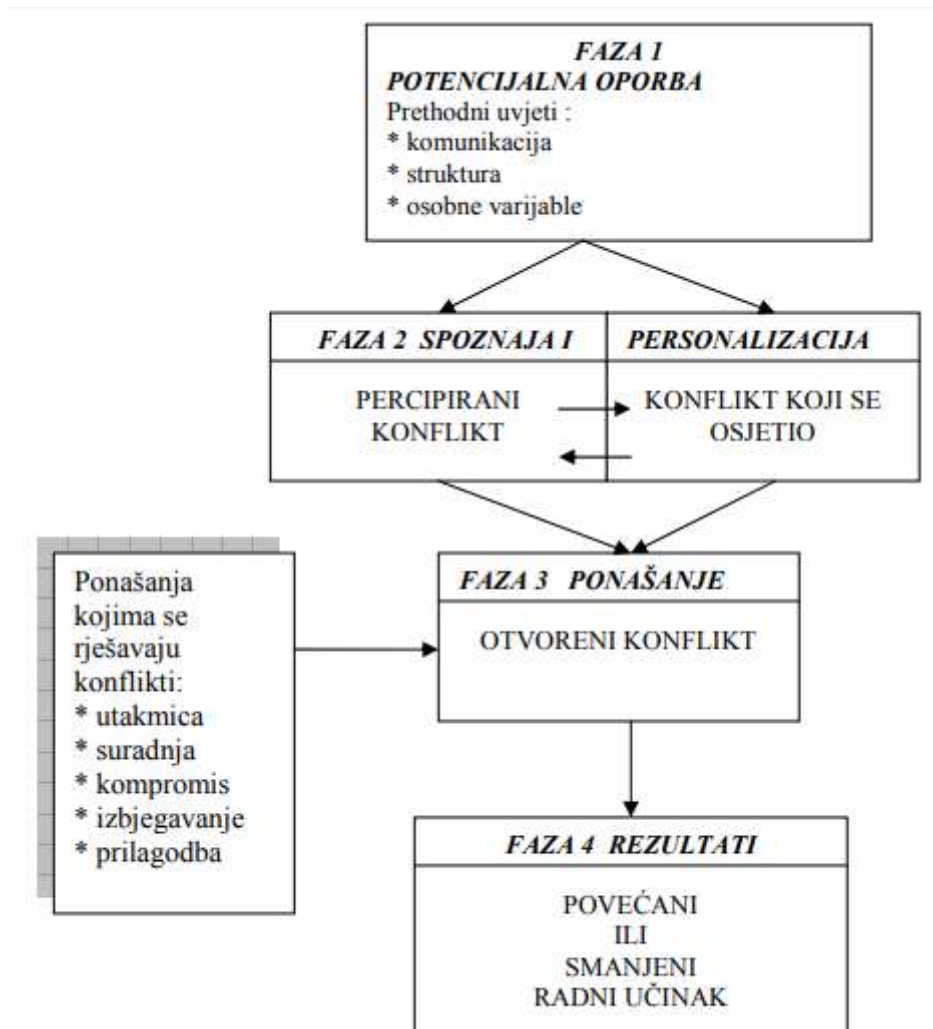 FAZA 1
POTENCIJALNA OPORBA
Prethodni uvjeti :
* komunikacija
* struktura
* osobne varijable
FAZA 2 SPOZNAJA I
PERSONALIZACIJA
PERCIPIRANI
KONFLIKT
KONFLIKT KOJI SE
OSJETIO
Ponašanja
kojima se
rješavaju
konflikti:
* utakmica
* suradnja
* kompromis
* izbjegavanje
* prilagodba
FAZA 3 PONAŠANJE
OTVORENI KONFLIKT
FAZA 4 REZULTATI
POVEĆANI
ILI
SMANJENI
RADNI UČINAK